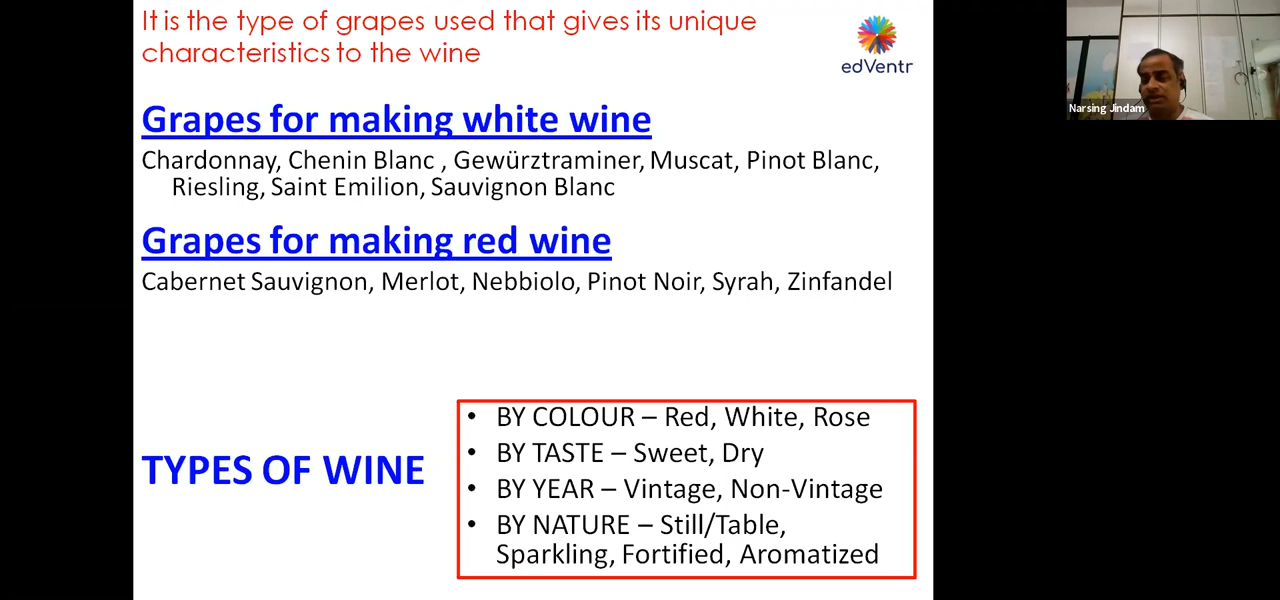 It is the type of grapes used that gives its unique
characteristics to the wine
edVentr
Narsing Jindam
Grapes for making white wine
Chardonnay, Chenin Blanc , Gewürztraminer, Muscat, Pinot Blanc,
Riesling, Saint Emilion, Sauvignon Blanc
Grapes for making red wine
Cabernet Sauvignon, Merlot, Nebbiolo, Pinot Noir, Syrah, Zinfandel
TYPES OF WINE
• BY COLOUR – Red, White, Rose
• BY TASTE – Sweet, Dry
• BY YEAR – Vintage, Non-Vintage
• BY NATURE – Still/Table,
Sparkling, Fortified, Aromatized